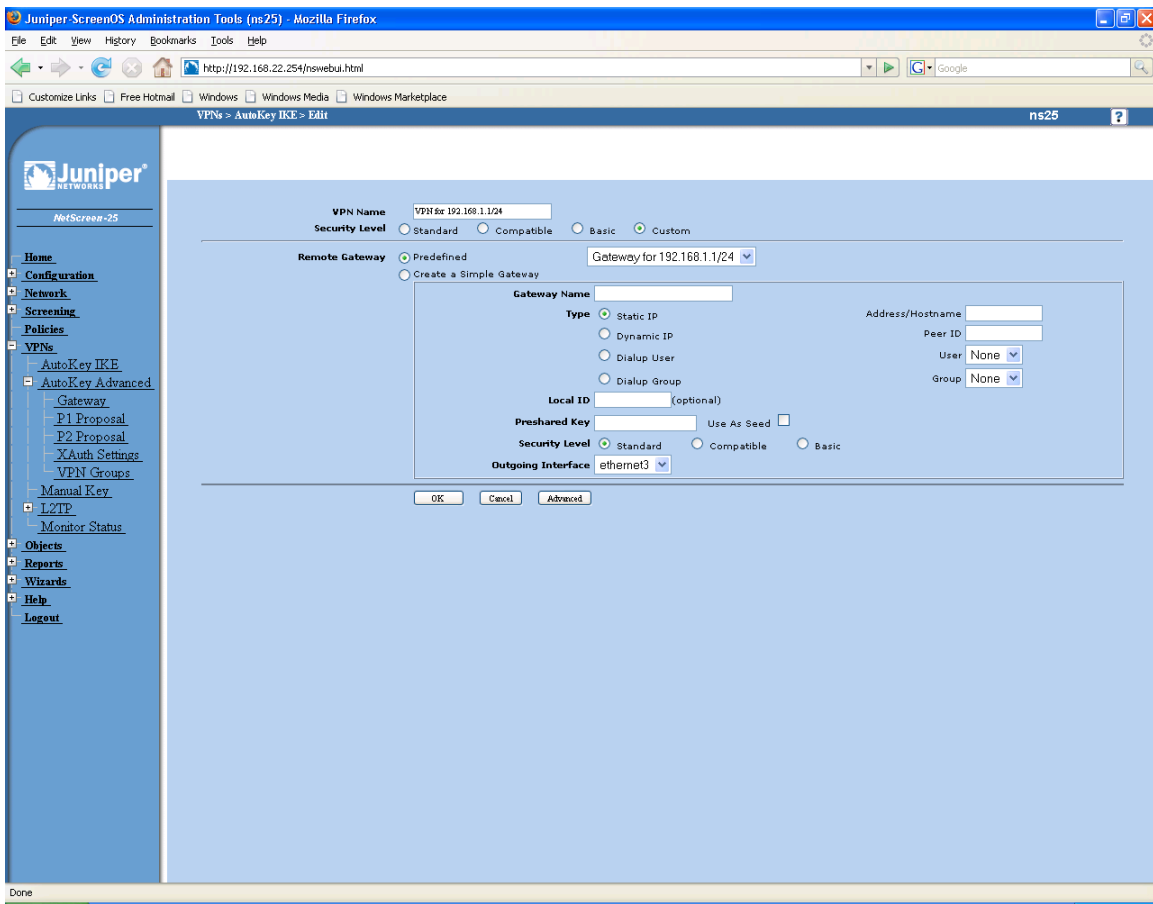 Juniper-ScreenOS Administration Tools (ns25) - Mozilla Firefox
File Edit View History Bookmarks Tools Help
http://192.168.22.254/nswebui.html
G Google
Customize Links Free Hotmail Windows Windows Media Windows Marketplace
VPNs > AutoKey IKE > Edit ns25 ?
Juniper®
NETWORKS
NetScreen-25
Home
Configuration
Network
Screening
Policies
VPNs
AutoKey IKE
AutoKey Advanced
Gateway
P1 Proposal
P2 Proposal
XAuth Settings
VPN Groups
Manual Key
L2TP
Monitor Status
Objects
Reports
Wizards
Help
Logout
VPN Name VPN for 192.168.1.1/24
Security Level Standard Compatible Basic Custom
Remote Gateway Predefined Gateway for 192.168.1.1/24
Create a Simple Gateway
Gateway Name
Type Static IP Address/Hostname
Dynamic IP Peer ID
Dialup User User None
Dialup Group Group None
Local ID (optional)
Preshared Key Use As Seed
Security Level Standard Compatible Basic
Outgoing Interface ethernet3
OK Cancel Advanced
Done